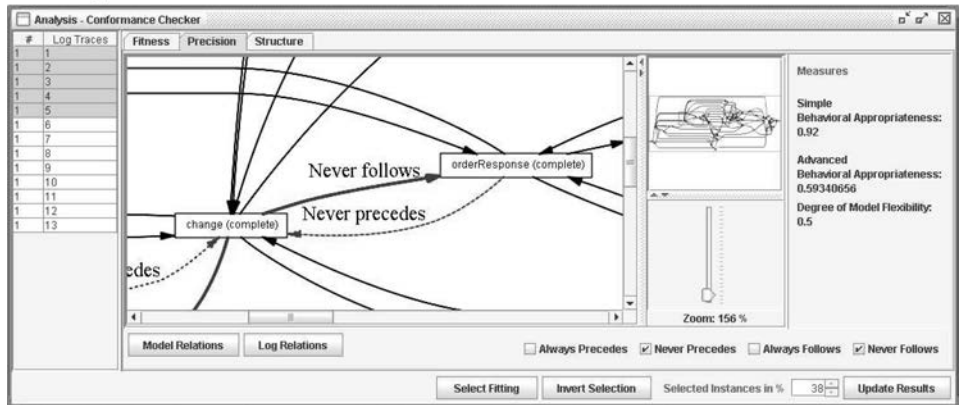 Analysis - Conformance Checker
# Log Traces
1 1
1 2
1 3
1 4
1 5
1 6
1 7
1 8
1 9
1 10
1 11
1 12
1 13
Fitness Precision Structure
orderResponse (complete)
Never follows
Never precedes
change (complete)
edes
Zoom: 156 %
Measures
Simple
Behavioral Appropriateness:
0.92
Advanced
Behavioral Appropriateness:
0.59340656
Degree of Model Flexibility:
0.5
Model Relations Log Relations Always Precedes Never Precedes Always Follows Never Follows
Select Fitting Invert Selection Selected Instances in % 38 Update Results